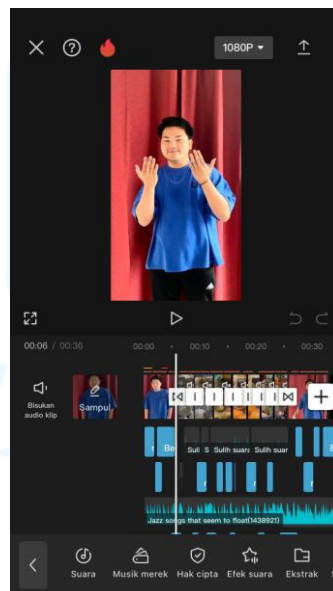 1080P
00:06 / 00:36
00:00
00:10
00:20
00:30
Bisukan
audio klip
Sampul
r
Be
Suli
S
Sulih suara
Sulih suar
r
r
r
Jazz songs that seem to float(1438921)
Suara
Musik merek
Hak cipta
Efek suara
Ekstrak